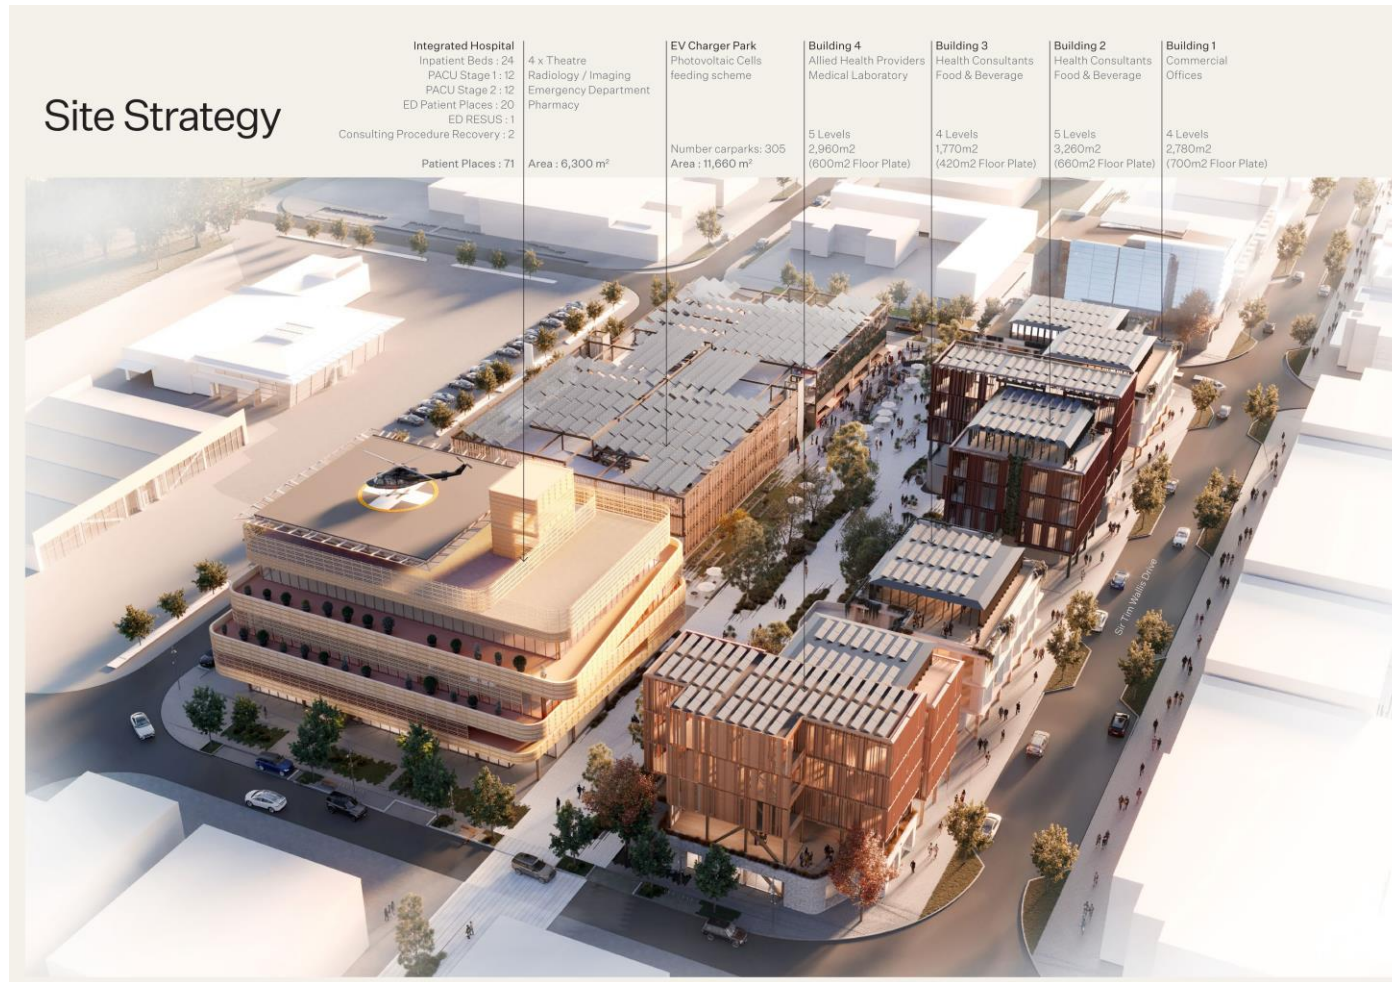 Site Strategy
Integrated Hospital
Inpatient Beds : 24
PACU Stage 1 : 12
PACU Stage 2 : 12
ED Patient Places : 20
ED RESUS : 1
Consulting Procedure Recovery : 2
Patient Places : 71
4 x Theatre
Radiology / Imaging
Emergency Department
Pharmacy
Area : 6,300 m²
EV Charger Park
Photovoltaic Cells
feeding scheme
Number carparks: 305
Area : 11,660 m²
Building 4
Allied Health Providers
Medical Laboratory
5 Levels
2,960m2
(600m2 Floor Plate)
Building 3
Health Consultants
Food & Beverage
4 Levels
1,770m2
(420m2 Floor Plate)
Building 2
Health Consultants
Food & Beverage
5 Levels
3,260m2
(660m2 Floor Plate)
Building 1
Commercial
Offices
4 Levels
2,780m2
(700m2 Floor Plate)
Sir Tim Wallis Drive